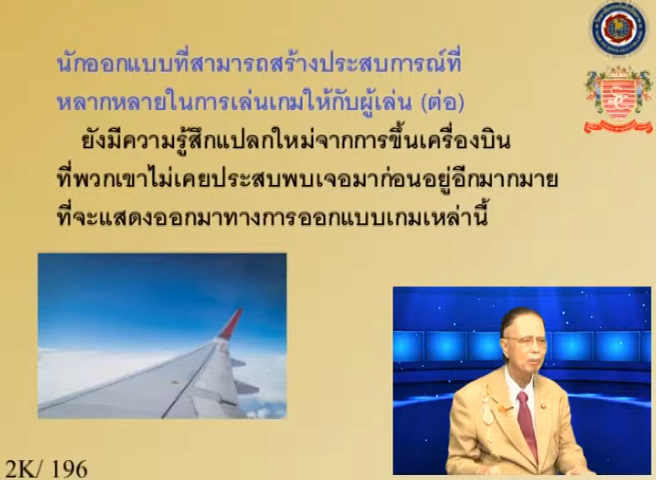 นักออกแบบที่สามารถสร้างประสบการณ์ที่
หลากหลายในการเล่นเกมให้กับผู้เล่น (ต่อ)
ยังมีความรู้สึกแปลกใหม่จากการขึ้นเครื่องบิน
ที่พวกเขาไม่เคยประสบพบเจอมาก่อนอยู่อีกมากมาย
ที่จะแสดงออกมาทางการออกแบบเกมเหล่านี้
2K/ 196